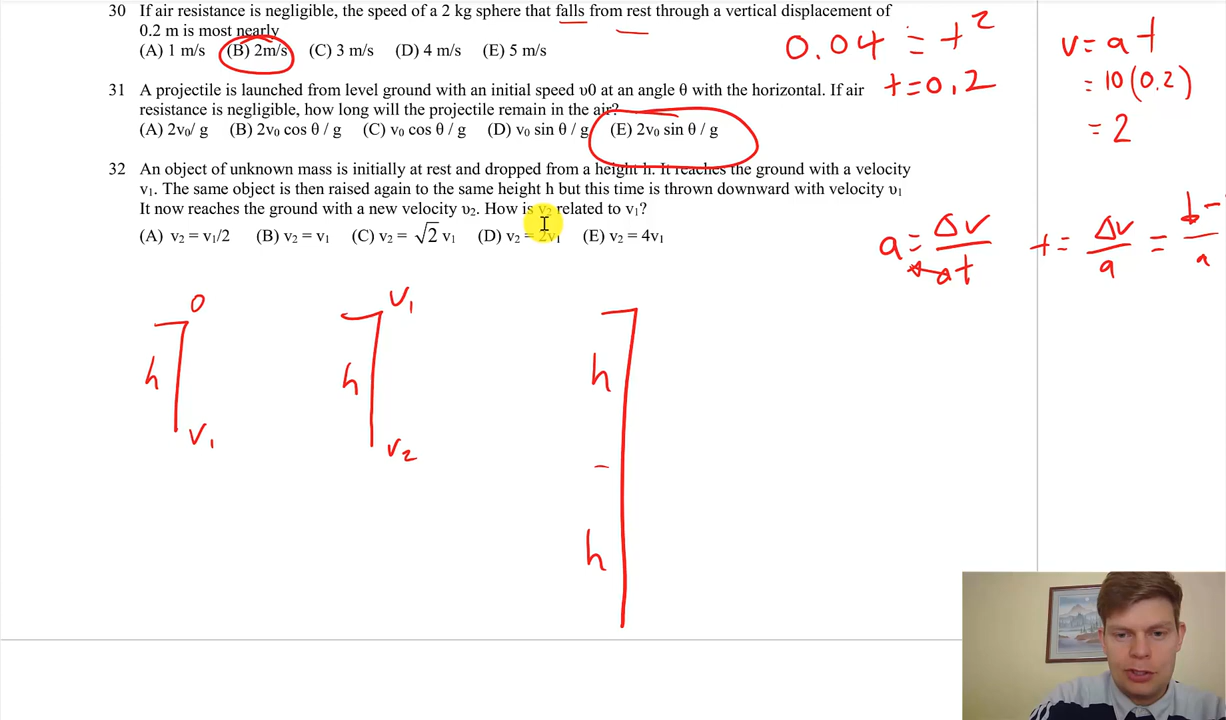 30 If air resistance is negligible, the speed of a 2 kg sphere that falls from rest through a vertical displacement of
0.2 m is most nearly
(A) 1 m/s (B) 2m/s (C) 3 m/s (D) 4 m/s (E) 5 m/s
31 A projectile is launched from level ground with an initial speed υ0 at an angle θ with the horizontal. If air
resistance is negligible, how long will the projectile remain in the air?
(A) 2v₀/ g (B) 2v₀ cos θ / g (C) v₀ cos θ / g (D) v₀ sin θ / g (E) 2v₀ sin θ / g
32 An object of unknown mass is initially at rest and dropped from a height h. It reaches the ground with a velocity
v₁. The same object is then raised again to the same height h but this time is thrown downward with velocity υ₁
It now reaches the ground with a new velocity υ₂. How is v₂ related to v₁?
(A) v₂ = v₁/2 (B) v₂ = v₁ (C) v₂ = √2 v₁ (D) v₂ = 2v₁ (E) v₂ = 4v₁
0.04 = t²
t=0.2
v=at
=10(0.2)
=2
a=Δv/t
t=Δv/a=
a
0
h
v₁
v₁
h
v₂
h
h